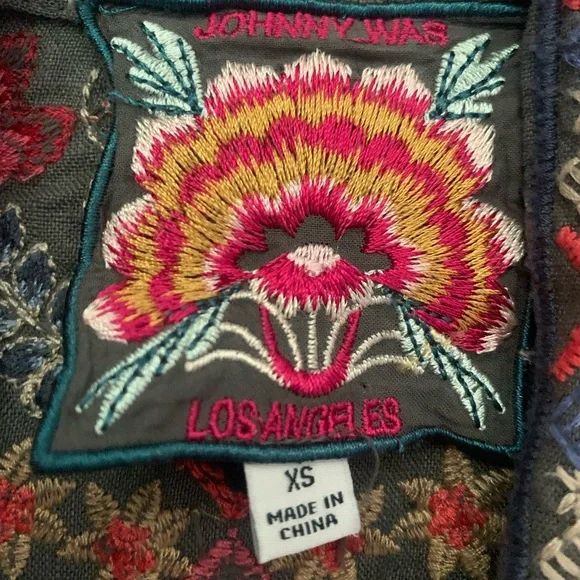 JOHNNY WAS
LOS ANGELES
XS
MADE IN
CHINA